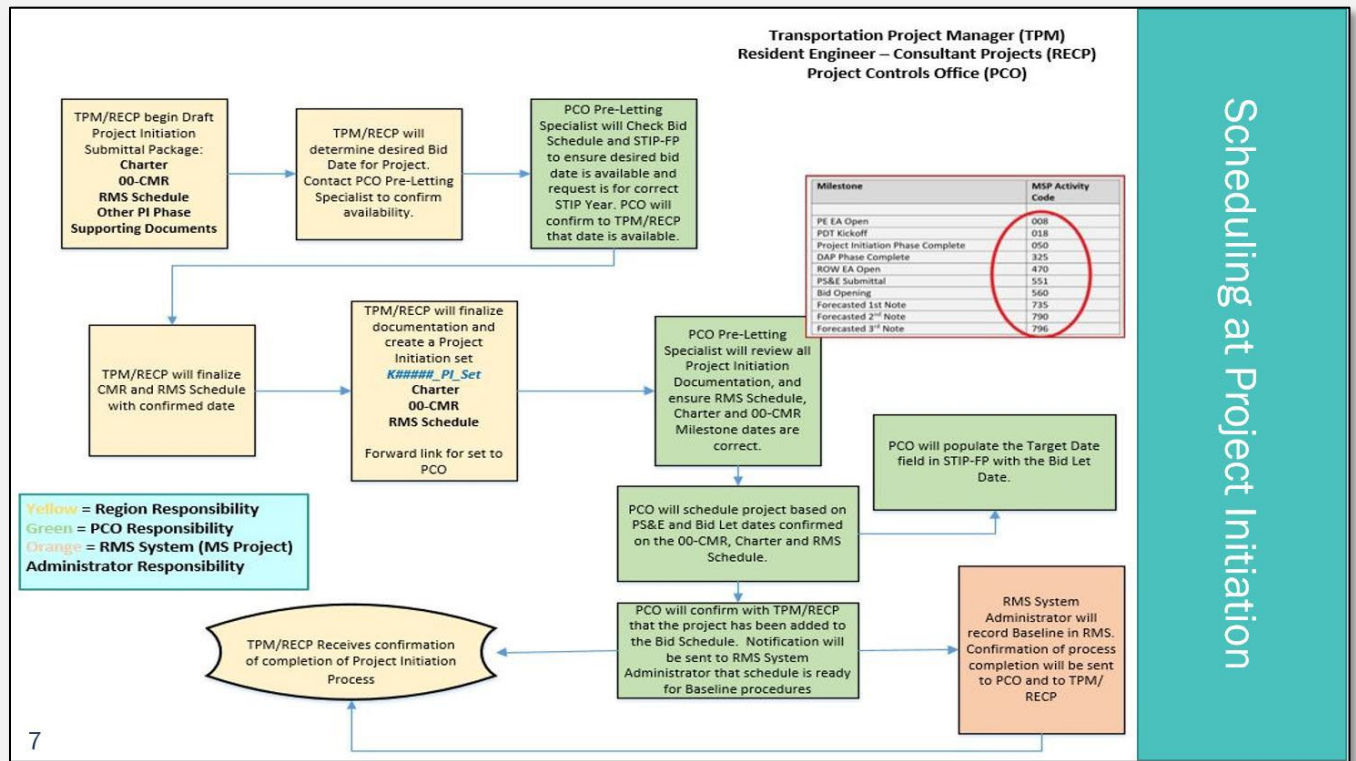 Transportation Project Manager (TPM)
Resident Engineer – Consultant Projects (RECP)
Project Controls Office (PCO)
Scheduling at Project Initiation
TPM/RECP begin Draft
Project Initiation
Submittal Package:
Charter
00-CMR
RMS Schedule
Other PI Phase
Supporting Documents
TPM/RECP will
determine desired Bid
Date for Project.
Contact PCO Pre-Letting
Specialist to confirm
availability.
PCO Pre-Letting
Specialist will Check Bid
Schedule and STIP-FP
to ensure desired bid
date is available and
request is for correct
STIP Year. PCO will
confirm to TPM/RECP
that date is available.
Milestone MSP Activity
Code
PE EA Open 008
PDT Kickoff 018
Project Initiation Phase Complete 050
DAP Phase Complete 325
ROW EA Open 470
PS&E Submittal 551
Bid Opening 560
Forecasted 1st Note 735
Forecasted 2nd Note 790
Forecasted 3rd Note 796
TPM/RECP will finalize
CMR and RMS Schedule
with confirmed date
TPM/RECP will finalize
documentation and
create a Project
Initiation set
K#####_PI_Set
Charter
00-CMR
RMS Schedule
Forward link for set to
PCO
PCO Pre-Letting
Specialist will review all
Project Initiation
Documentation, and
ensure RMS Schedule,
Charter and 00-CMR
Milestone dates are
correct.
PCO will populate the Target Date
field in STIP-FP with the Bid Let
Date.
Yellow = Region Responsibility
Green = PCO Responsibility
Orange = RMS System (MS Project)
Administrator Responsibility
PCO will schedule project based on
PS&E and Bid Let dates confirmed
on the 00-CMR, Charter and RMS
Schedule.
PCO will confirm with TPM/RECP
that the project has been added to
the Bid Schedule. Notification will
be sent to RMS System
Administrator that schedule is ready
for Baseline procedures
RMS System
Administrator will
record Baseline in RMS.
Confirmation of process
completion will be sent
to PCO and to TPM/
RECP
TPM/RECP Receives confirmation
of completion of Project Initiation
Process
7